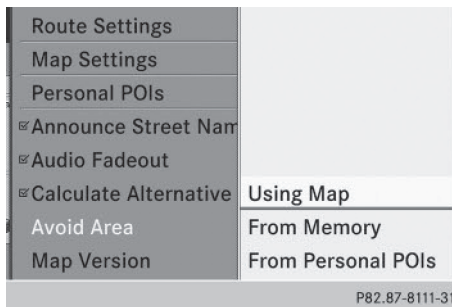 Route Settings
Map Settings
Personal POIs
Announce Street Nam
Audio Fadeout
Calculate Alternative
Avoid Area
Map Version
Using Map
From Memory
From Personal POIs
P82.87-8111-31